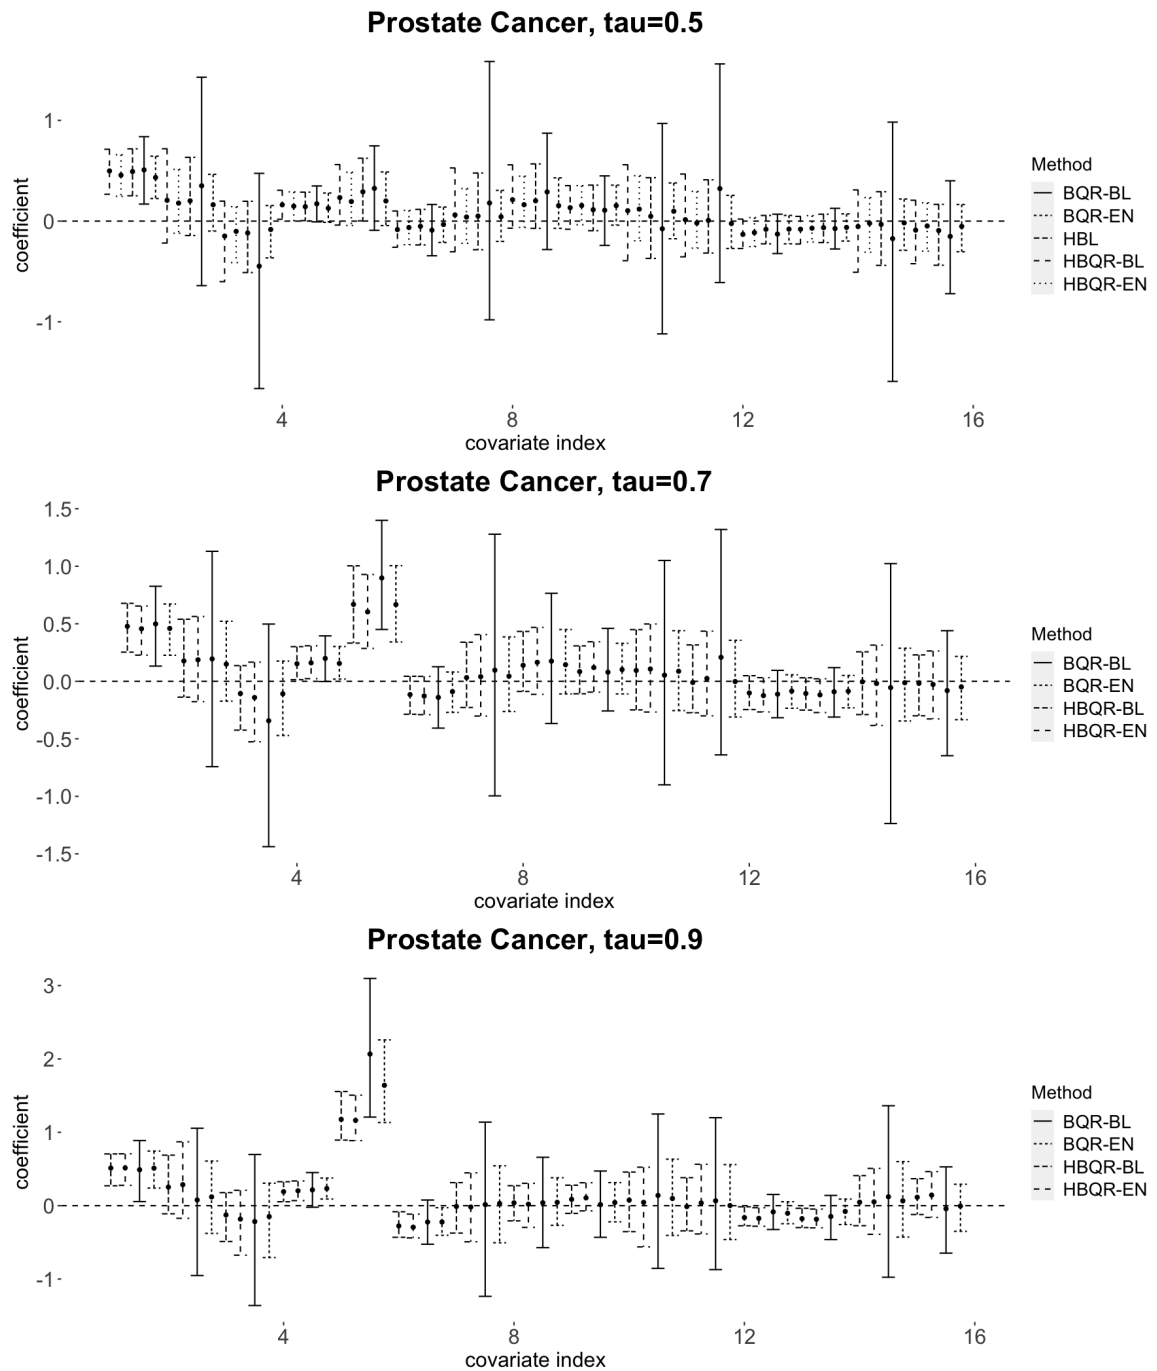 Prostate Cancer, tau=0.5
1
0
-1
coefficient
4
8
12
16
covariate index
Method
BQR-BL
BQR-EN
HBL
HBQR-BL
HBQR-EN
Prostate Cancer, tau=0.7
1.5
1.0
0.5
0.0
-0.5
-1.0
-1.5
coefficient
4
8
12
16
covariate index
Method
BQR-BL
BQR-EN
HBQR-BL
HBQR-EN
Prostate Cancer, tau=0.9
3
2
1
0
-1
coefficient
4
8
12
16
covariate index
Method
BQR-BL
BQR-EN
HBQR-BL
HBQR-EN